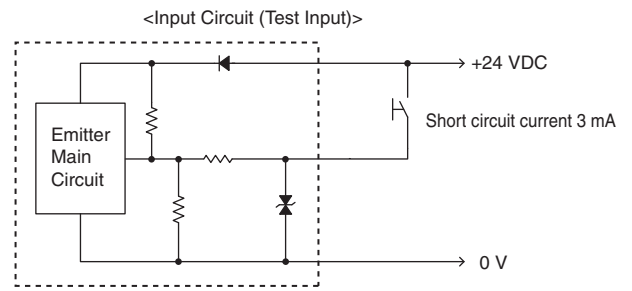 <Input Circuit (Test Input)>
+24 VDC
Short circuit current 3 mA
Emitter
Main
Circuit
0 V